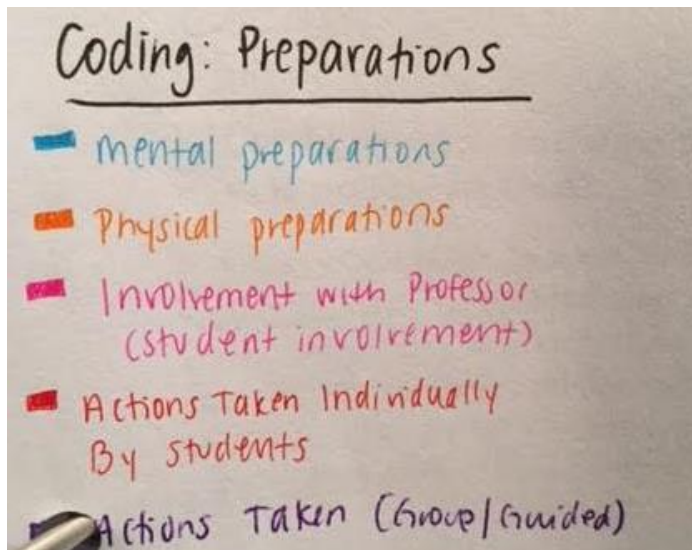 Coding: Preparations
mental preparations
Physical preparations
Involvement with Professor
(student involvement)
Actions Taken Individually
By students
Actions Taken (Group/Guided)